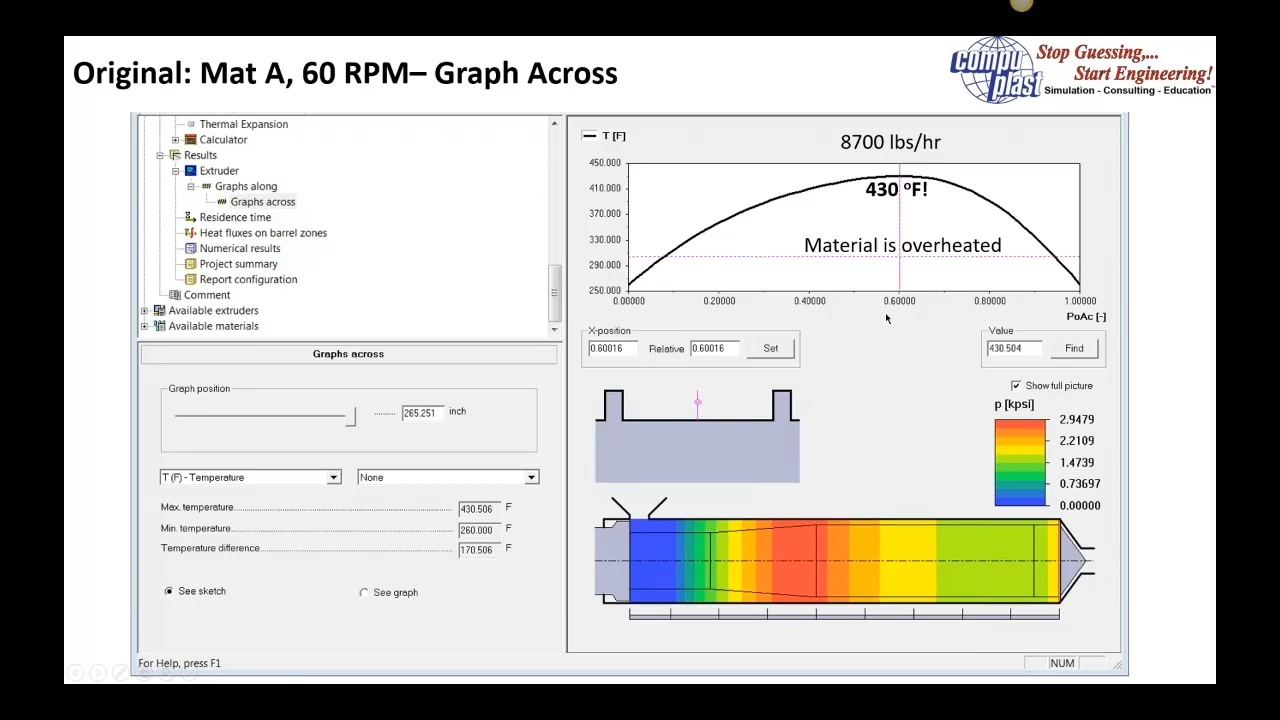 Original: Mat A, 60 RPM– Graph Across
compu
plast
Stop Guessing,...
Start Engineering!
Simulation - Consulting - Education
Thermal Expansion
Calculator
Results
Extruder
Graphs along
Graphs across
Residence time
Heat fluxes on barrel zones
Numerical results
Project summary
Report configuration
Comment
Available extruders
Available materials
T [F]
8700 lbs/hr
450.000
410.000
370.000
330.000
290.000
250.000
430 ºF!
Material is overheated
0.00000 0.20000 0.40000 0.60000 0.80000 1.00000
PoAc [-]
X-position
0.60016 Relative 0.60016 Set
Value
430.504 Find
Show full picture
p [kpsi]
2.9479
2.2109
1.4739
0.73697
0.00000
Graphs across
Graph position
265.251 inch
T (F) - Temperature None
Max. temperature 430.506 F
Min. temperature 260.000 F
Temperature difference 170.506 F
See sketch See graph
For Help, press F1 NUM